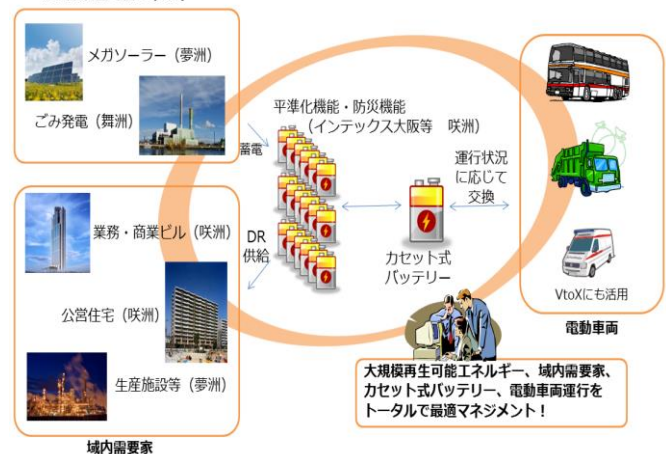 メガソーラー（夢洲）
ごみ発電（舞洲）
蓄電
平準化機能・防災機能
（インテックス大阪等　咲洲）
運行状況
に応じて
交換
業務・商業ビル（咲洲）
DR
供給
カセット式
バッテリー
公営住宅（咲洲）
VtoXにも活用
電動車両
生産施設等（夢洲）
大規模再生可能エネルギー、域内需要家、
カセット式バッテリー、電動車両運行を
トータルで最適マネジメント！
域内需要家